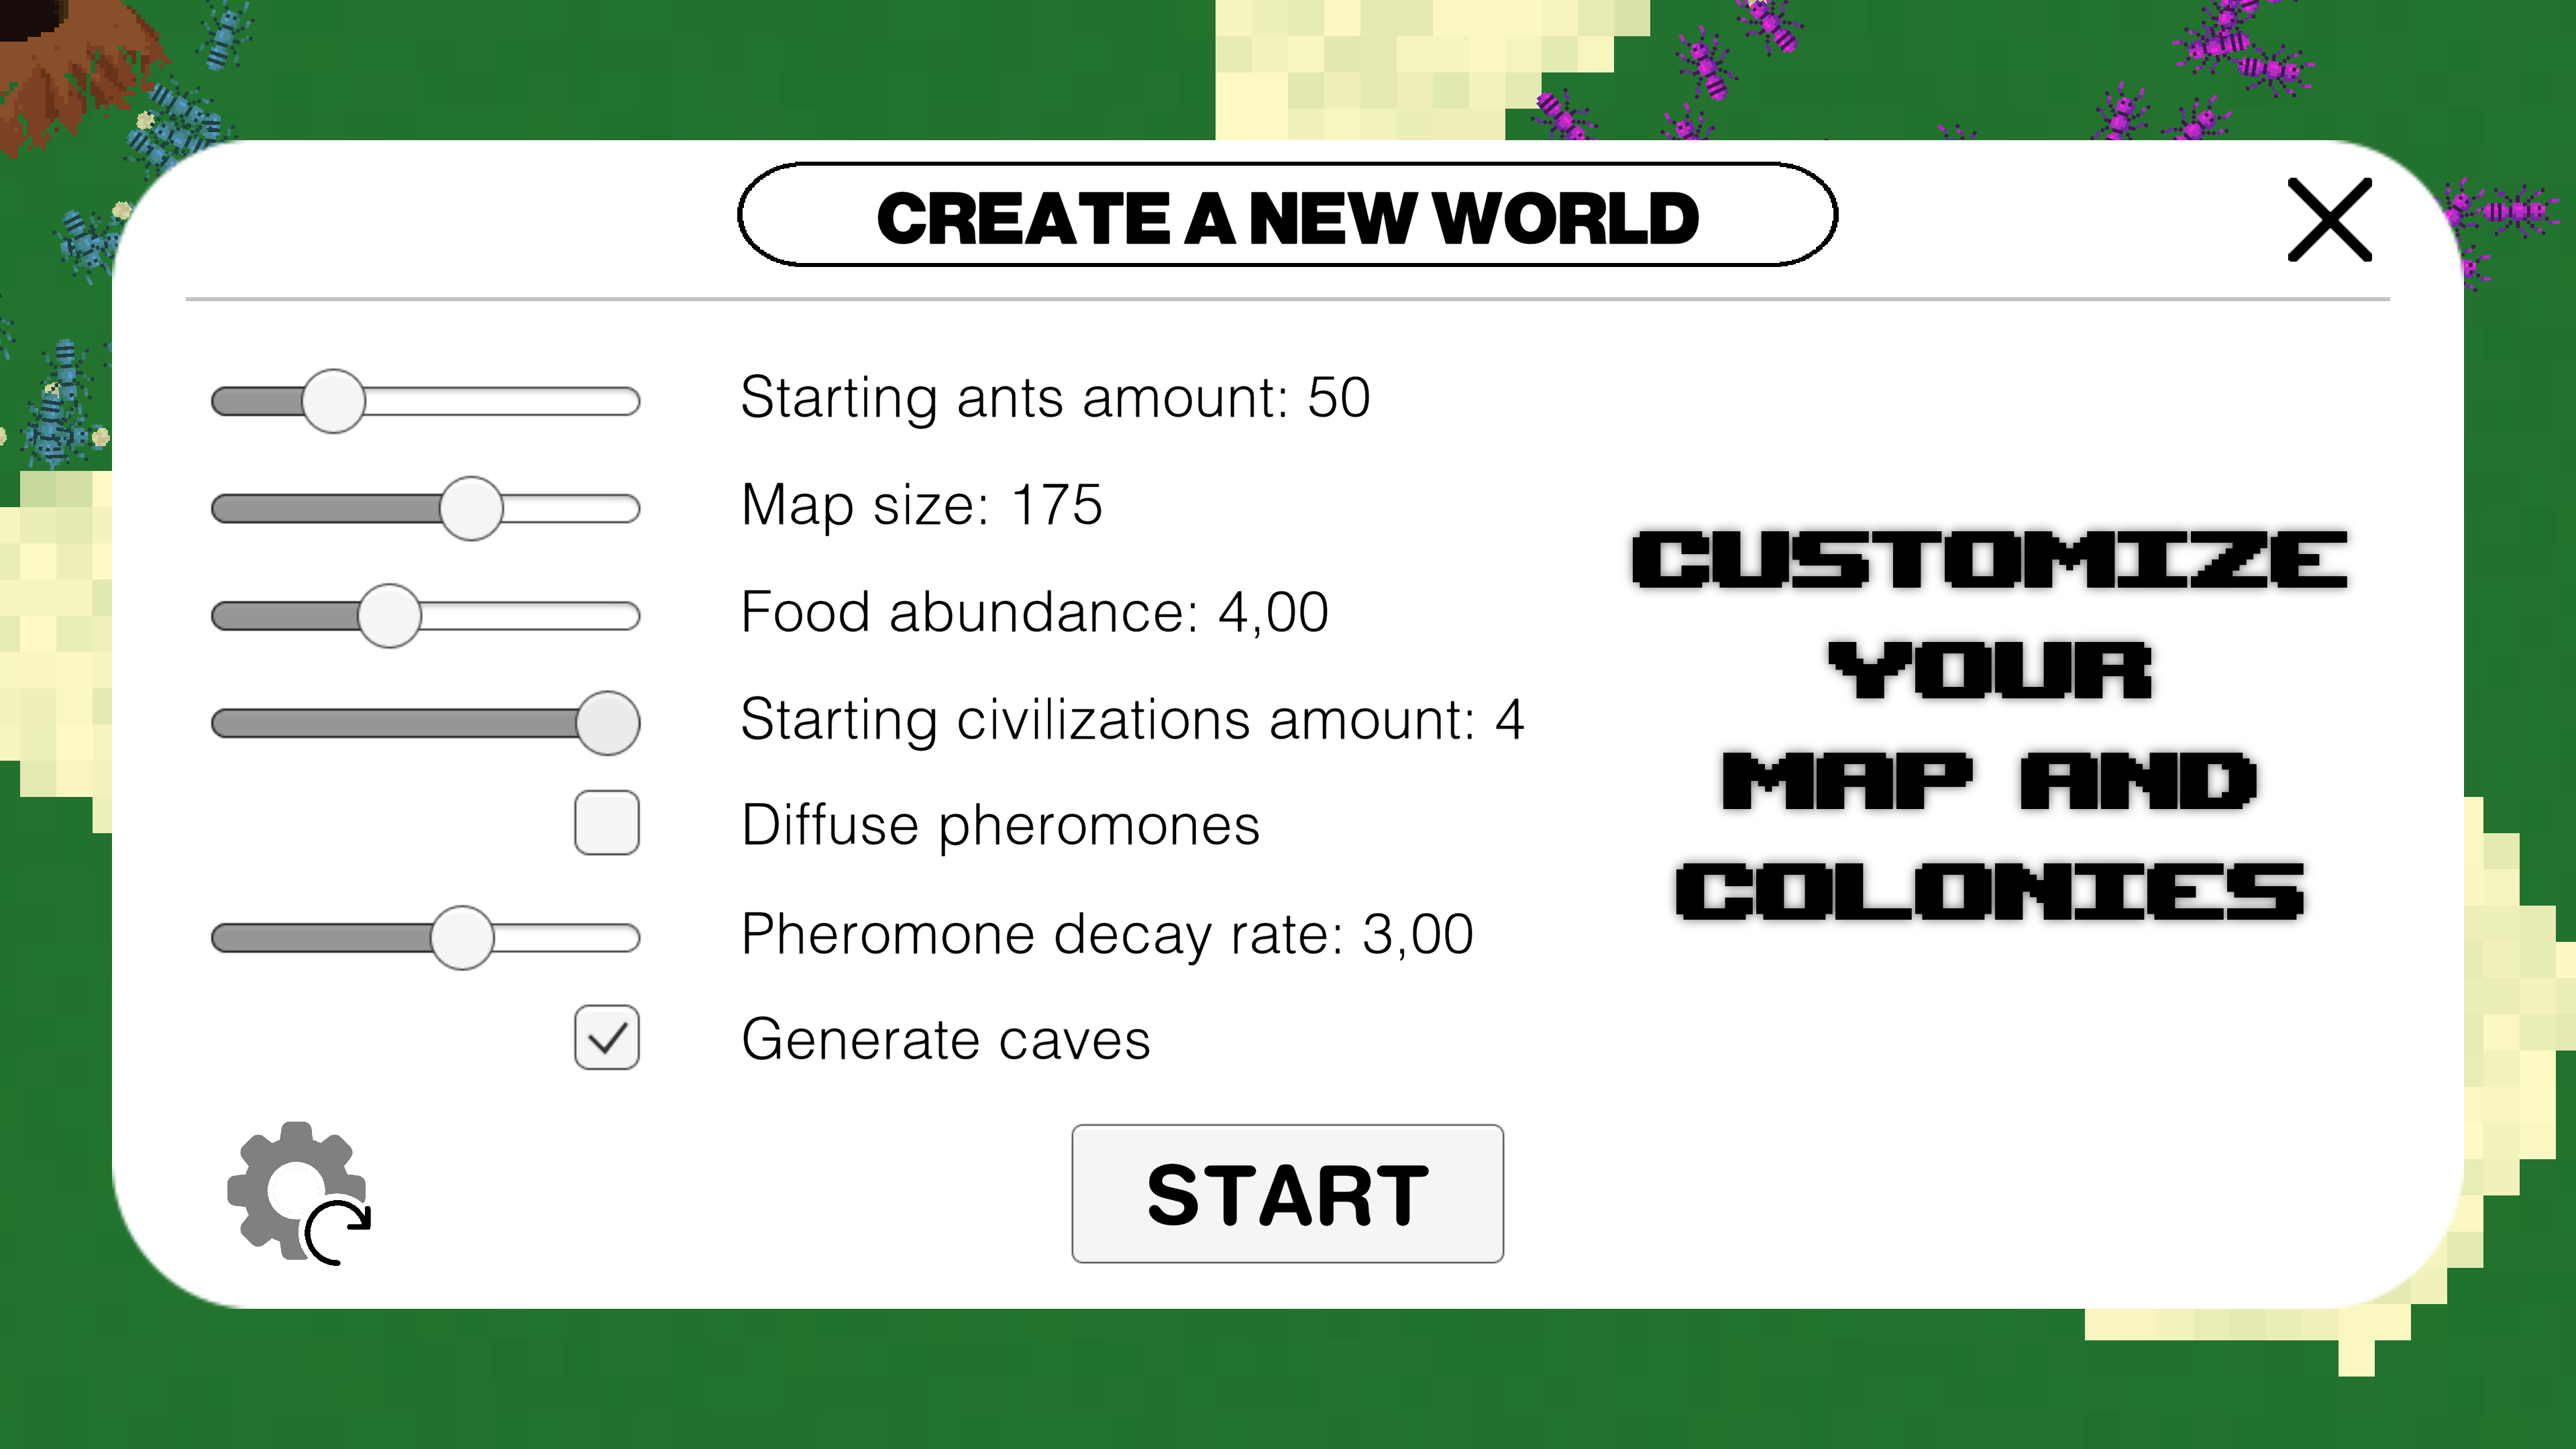 CREATE A NEW WORLD
Starting ants amount: 50
Map size: 175
Food abundance: 4,00
Starting civilizations amount: 4
Diffuse pheromones
Pheromone decay rate: 3,00
Generate caves
CUSTOMIZE
YOUR
MAP AND
COLONIES
START